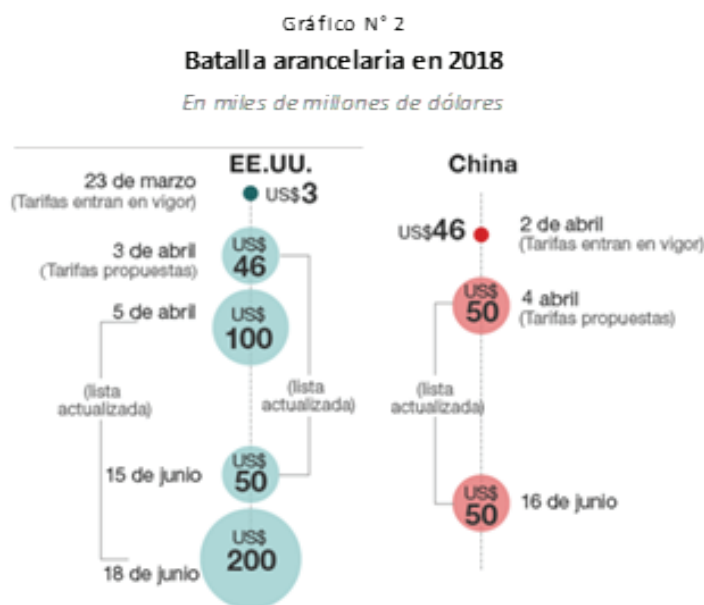 Gráfico N° 2
Batalla arancelaria en 2018
En miles de millones de dólares
EE.UU.
23 de marzo
(Tarifas entran en vigor)
US$3
3 de abril
(Tarifas propuestas)
US$
46
5 de abril
US$
100
(lista
actualizada)
(lista
actualizada)
15 de junio
US$
50
US$
200
18 de junio
China
US$46
2 de abril
(Tarifas entran en vigor)
US$
50
4 abril
(Tarifas propuestas)
(lista
actualizada)
US$
50
16 de junio